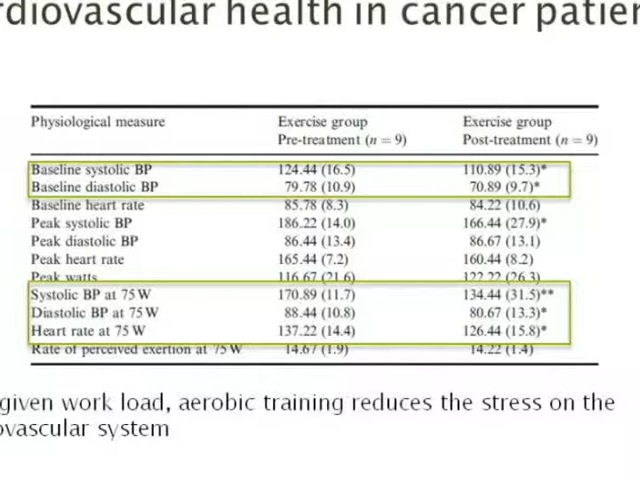 rdiovascular health in cancer patien
Physiological measure Exercise group Exercise group
Pre-treatment (n = 9) Post-treatment (n = 9)
Baseline systolic BP 124.44 (16.5) 110.89 (15.3)*
Baseline diastolic BP 79.78 (10.9) 70.89 (9.7)*
Baseline heart rate 85.78 (8.3) 84.22 (10.6)
Peak systolic BP 186.22 (14.0) 166.44 (27.9)*
Peak diastolic BP 86.44 (13.4) 86.67 (13.1)
Peak heart rate 165.44 (7.2) 160.44 (8.2)
Peak watts 116.67 (21.6) 122.22 (26.3)
Systolic BP at 75 W 170.89 (11.7) 134.44 (31.5)**
Diastolic BP at 75 W 88.44 (10.8) 80.67 (13.3)*
Heart rate at 75 W 137.22 (14.4) 126.44 (15.8)*
Rate of perceived exertion at 75 W 14.67 (1.9) 14.22 (1.4)
given work load, aerobic training reduces the stress on the
ovascular system